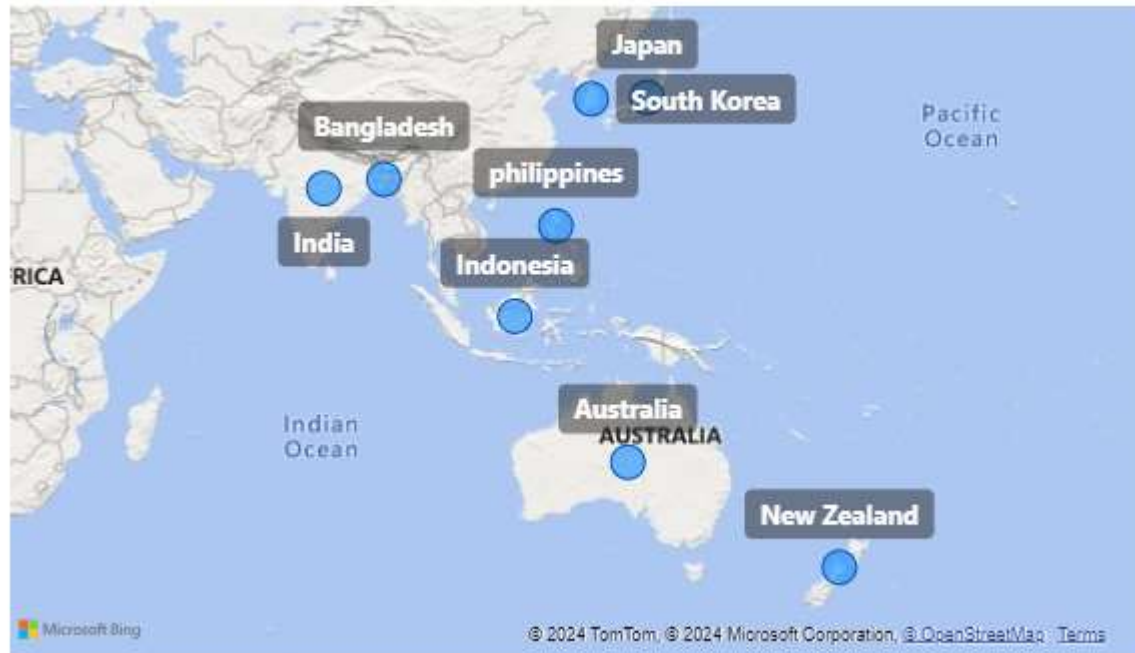 Japan
South Korea
Pacific
Ocean
Bangladesh
philippines
India
Indonesia
RICA
Indian
Ocean
Australia
AUSTRALIA
New Zealand
Microsoft Bing
© 2024 TomTom, © 2024 Microsoft Corporation, © OpenStreetMap Terms